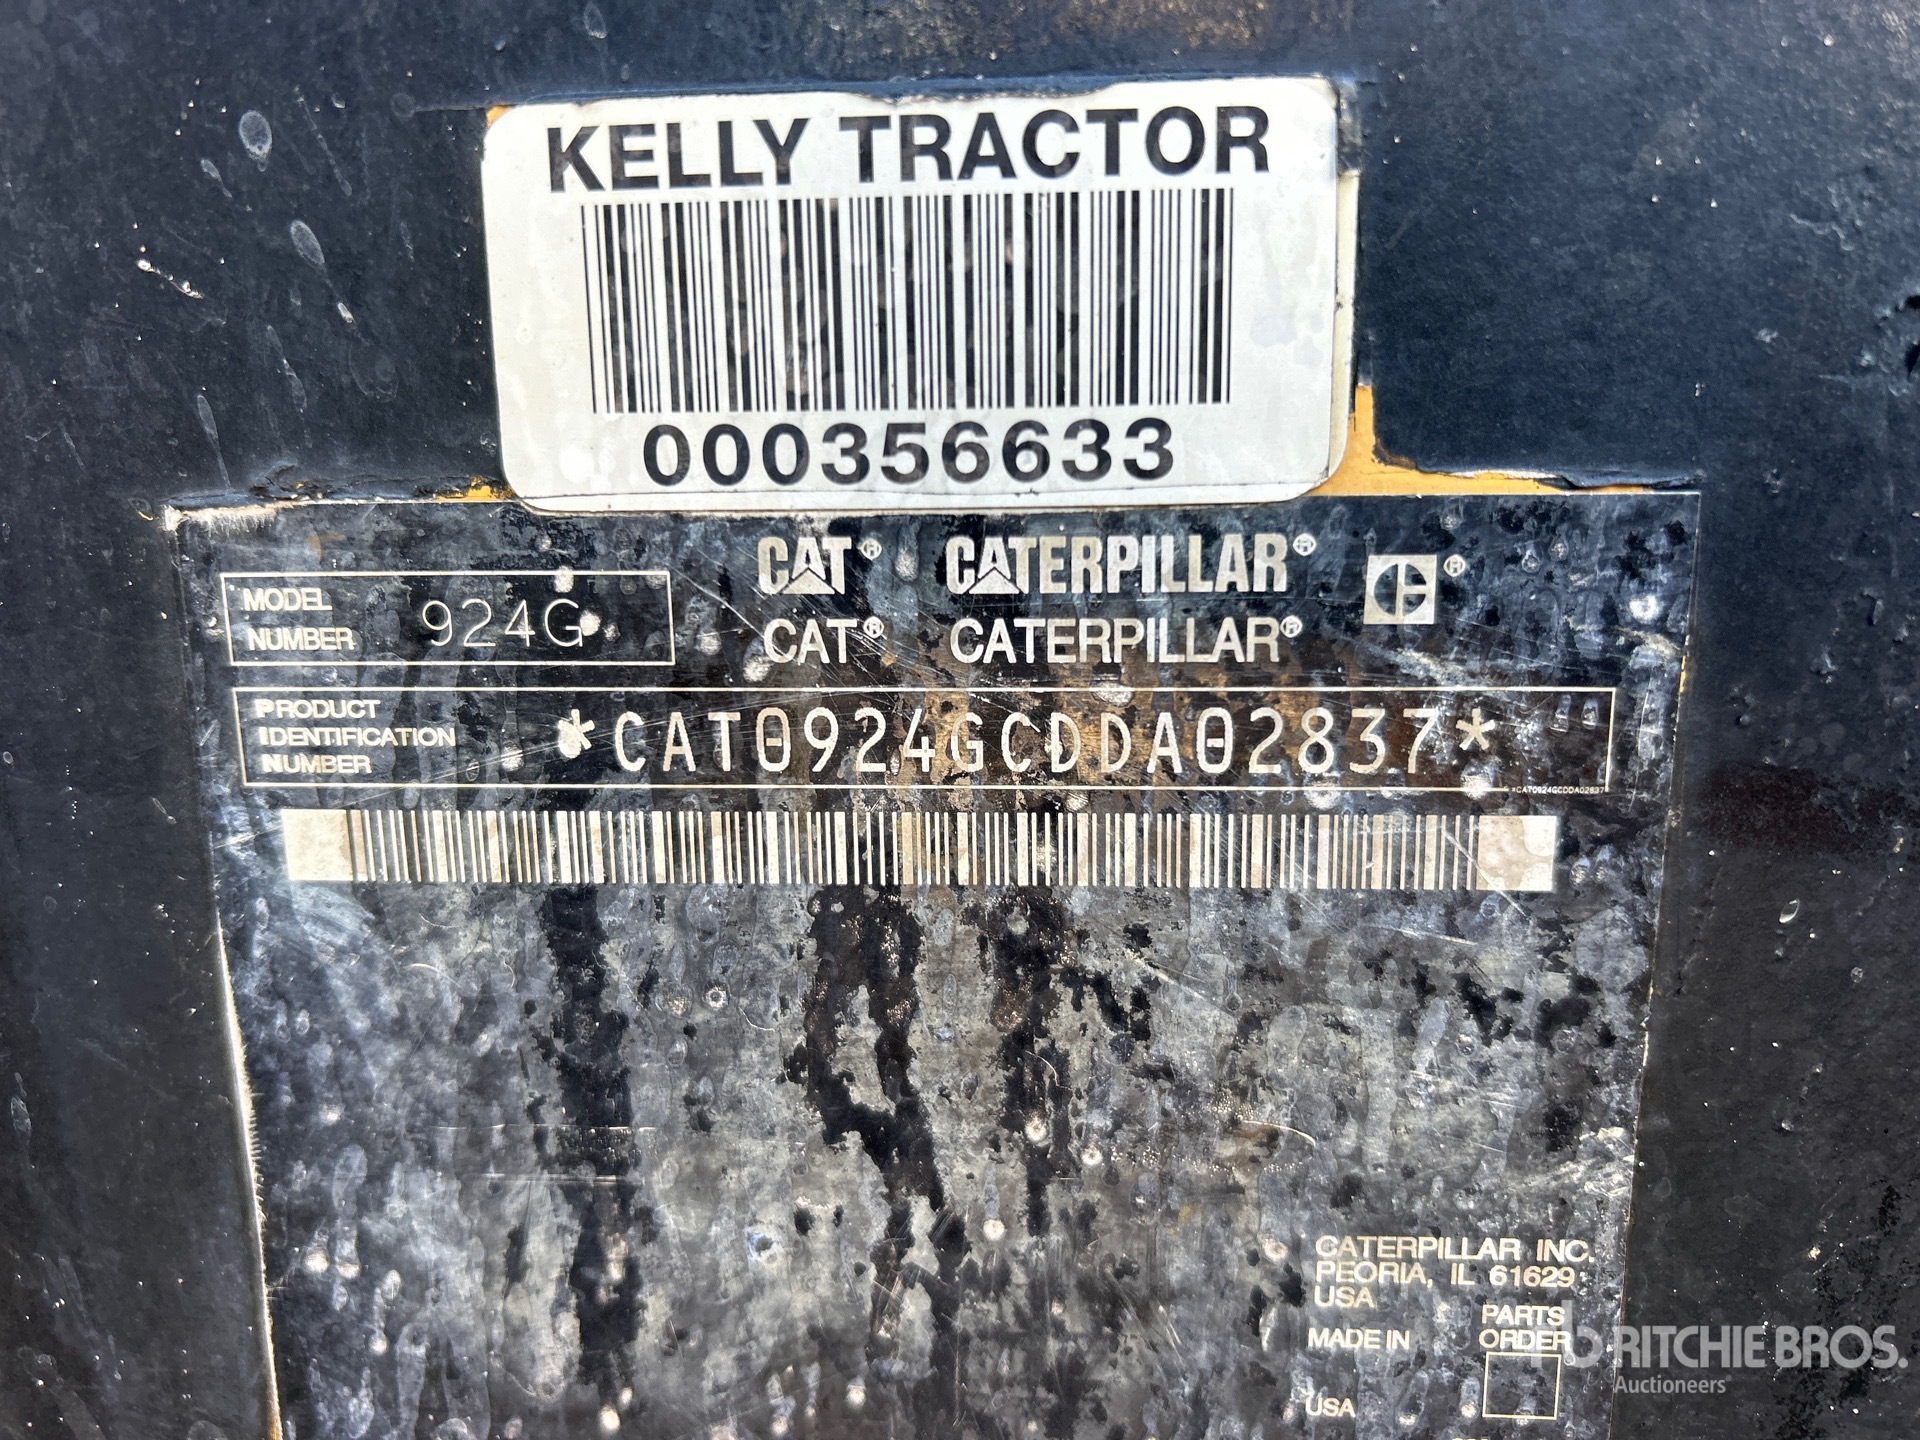 KELLY TRACTOR
000356633
CAT® CATERPILLAR®
MODEL NUMBER 924G
CAT® CATERPILLAR®
PRODUCT IDENTIFICATION NUMBER *CAT0924GCDDA02837*
*CAT0924GCDDA02837
CATERPILLAR INC.
PEORIA, IL 61629
USA
PARTS
MADE IN ORDER
USA
RITCHIE BROS.
Auctioneers